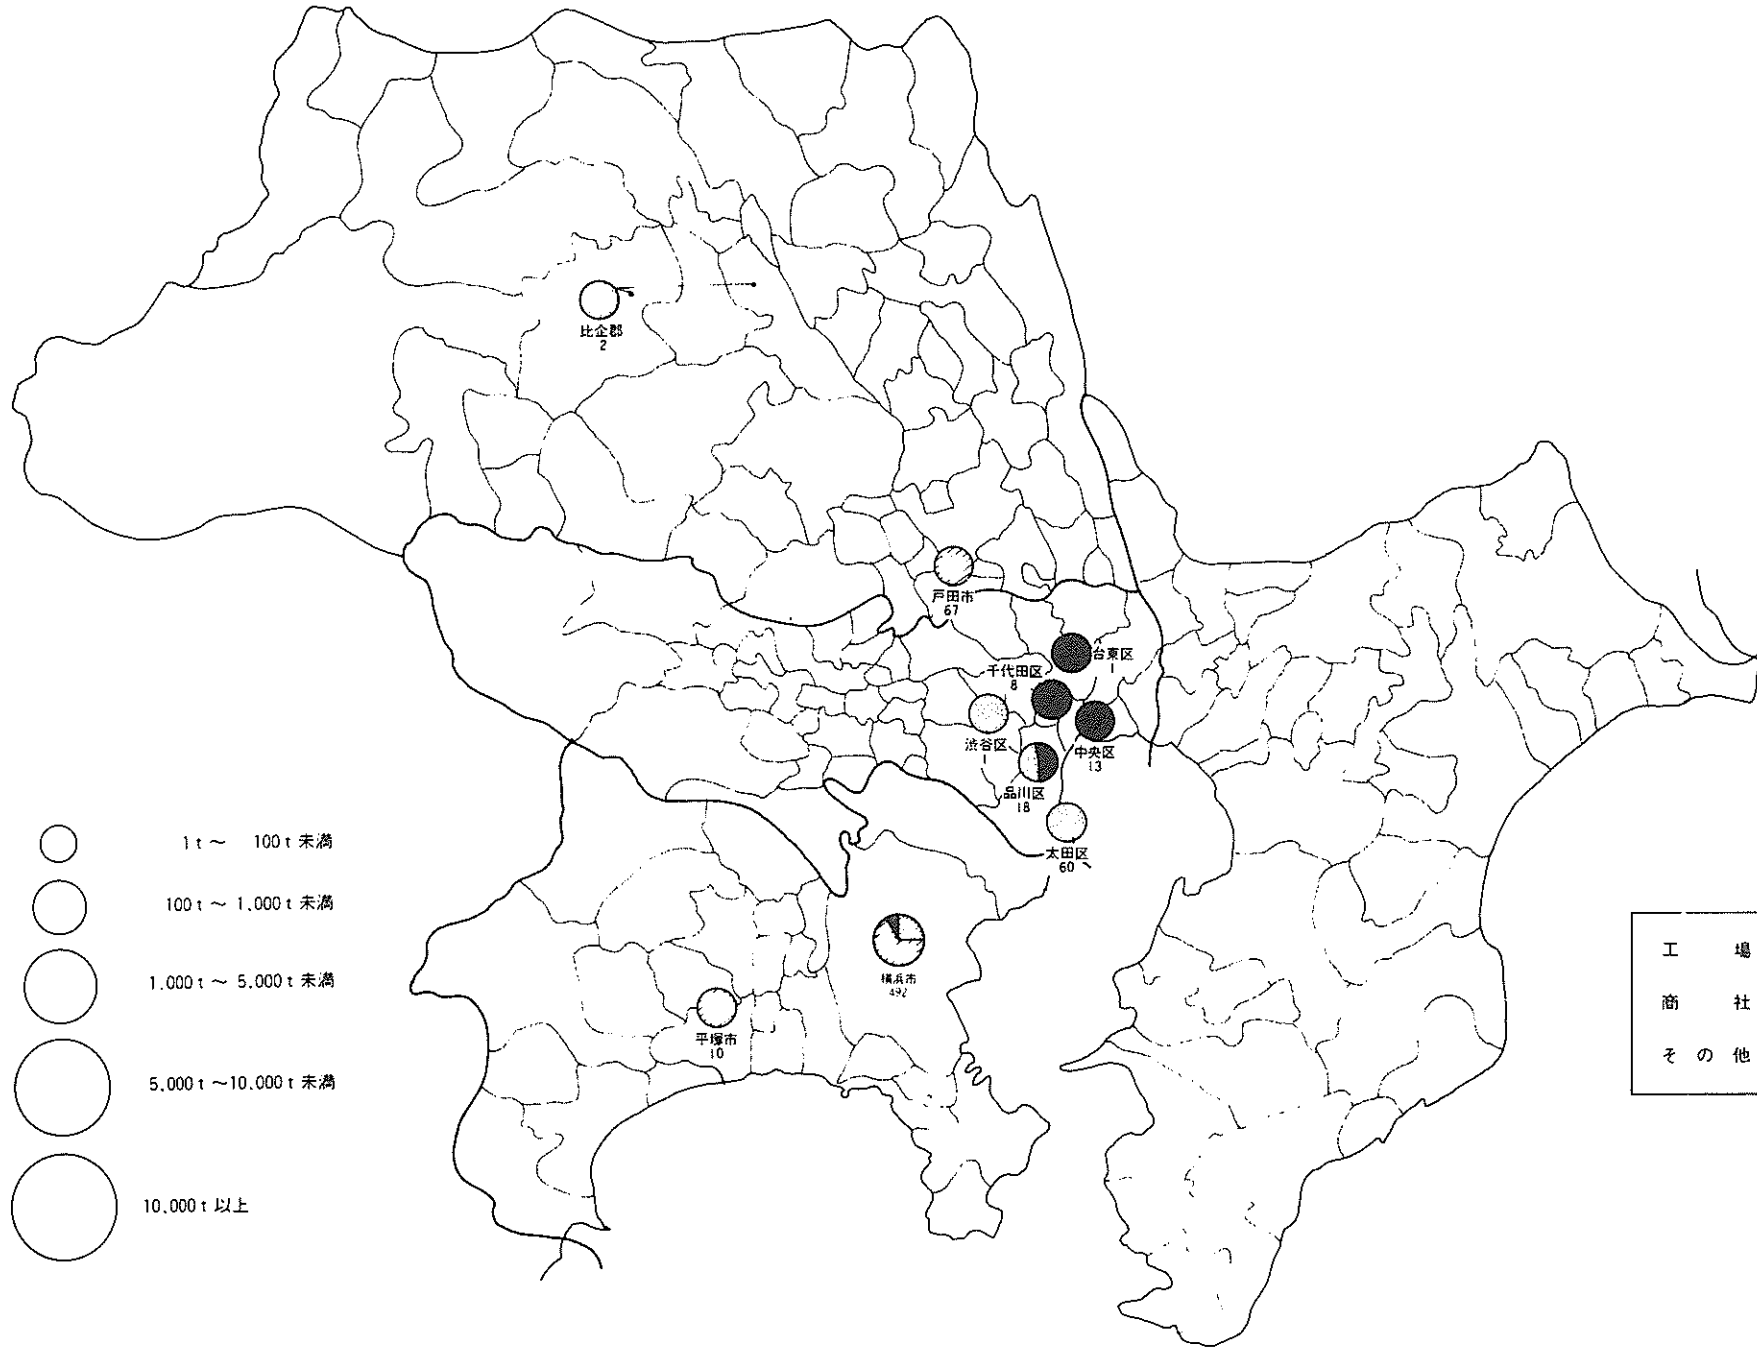 比企郡
2
戸田市
67
台東区
1
千代田区
8
渋谷区
1
中央区
13
品川区
18
太田区
60
横浜市
492
平塚市
10
1t～ 100t未満
100t～1,000t未満
1.000t～5.000t未満
5.000t～10.000t未満
10.000t以上
工場
商社
その他